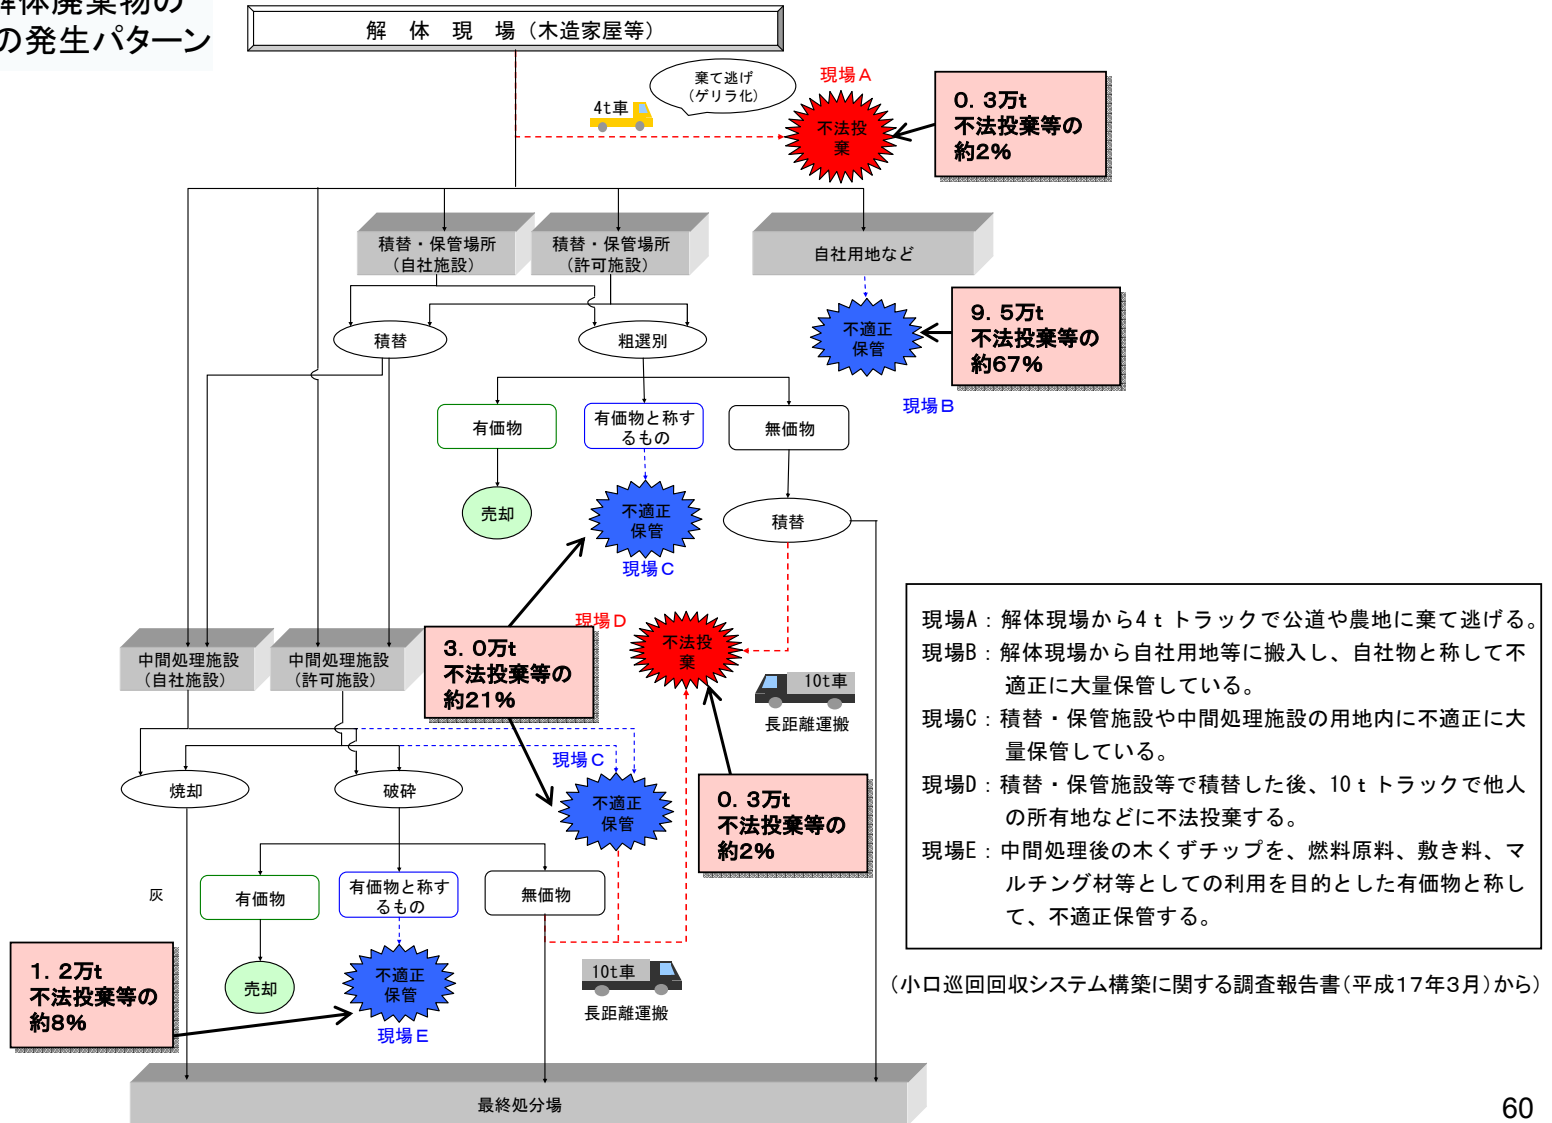 解体廃棄物の
の発生パターン
解　体　現　場（木造家屋等）
棄て逃げ
（ゲリラ化）
4t車
現場A
不法投
棄
0．3万t
不法投棄等の
約2%
積替・保管場所
（自社施設）
積替・保管場所
（許可施設）
自社用地など
積替
粗選別
不適正
保管
9．5万t
不法投棄等の
約67%
現場B
有価物
有価物と称す
るもの
無価物
売却
不適正
保管
現場C
積替
現場D
不法投
棄
3．0万t
不法投棄等の
約21%
中間処理施設
（自社施設）
中間処理施設
（許可施設）
10t車
長距離運搬
現場C
不適正
保管
0．3万t
不法投棄等の
約2%
焼却
破砕
灰
有価物
有価物と称す
るもの
無価物
1．2万t
不法投棄等の
約8%
売却
不適正
保管
現場E
10t車
長距離運搬
最終処分場
現場A：解体現場から4ｔトラックで公道や農地に棄て逃げる。
現場B：解体現場から自社用地等に搬入し、自社物と称して不
適正に大量保管している。
現場C：積替・保管施設や中間処理施設の用地内に不適正に大
量保管している。
現場D：積替・保管施設等で積替した後、10ｔトラックで他人
の所有地などに不法投棄する。
現場E：中間処理後の木くずチップを、燃料原料、敷き料、マ
ルチング材等としての利用を目的とした有価物と称し
て、不適正保管する。
（小口巡回回収システム構築に関する調査報告書（平成17年3月）から）
60